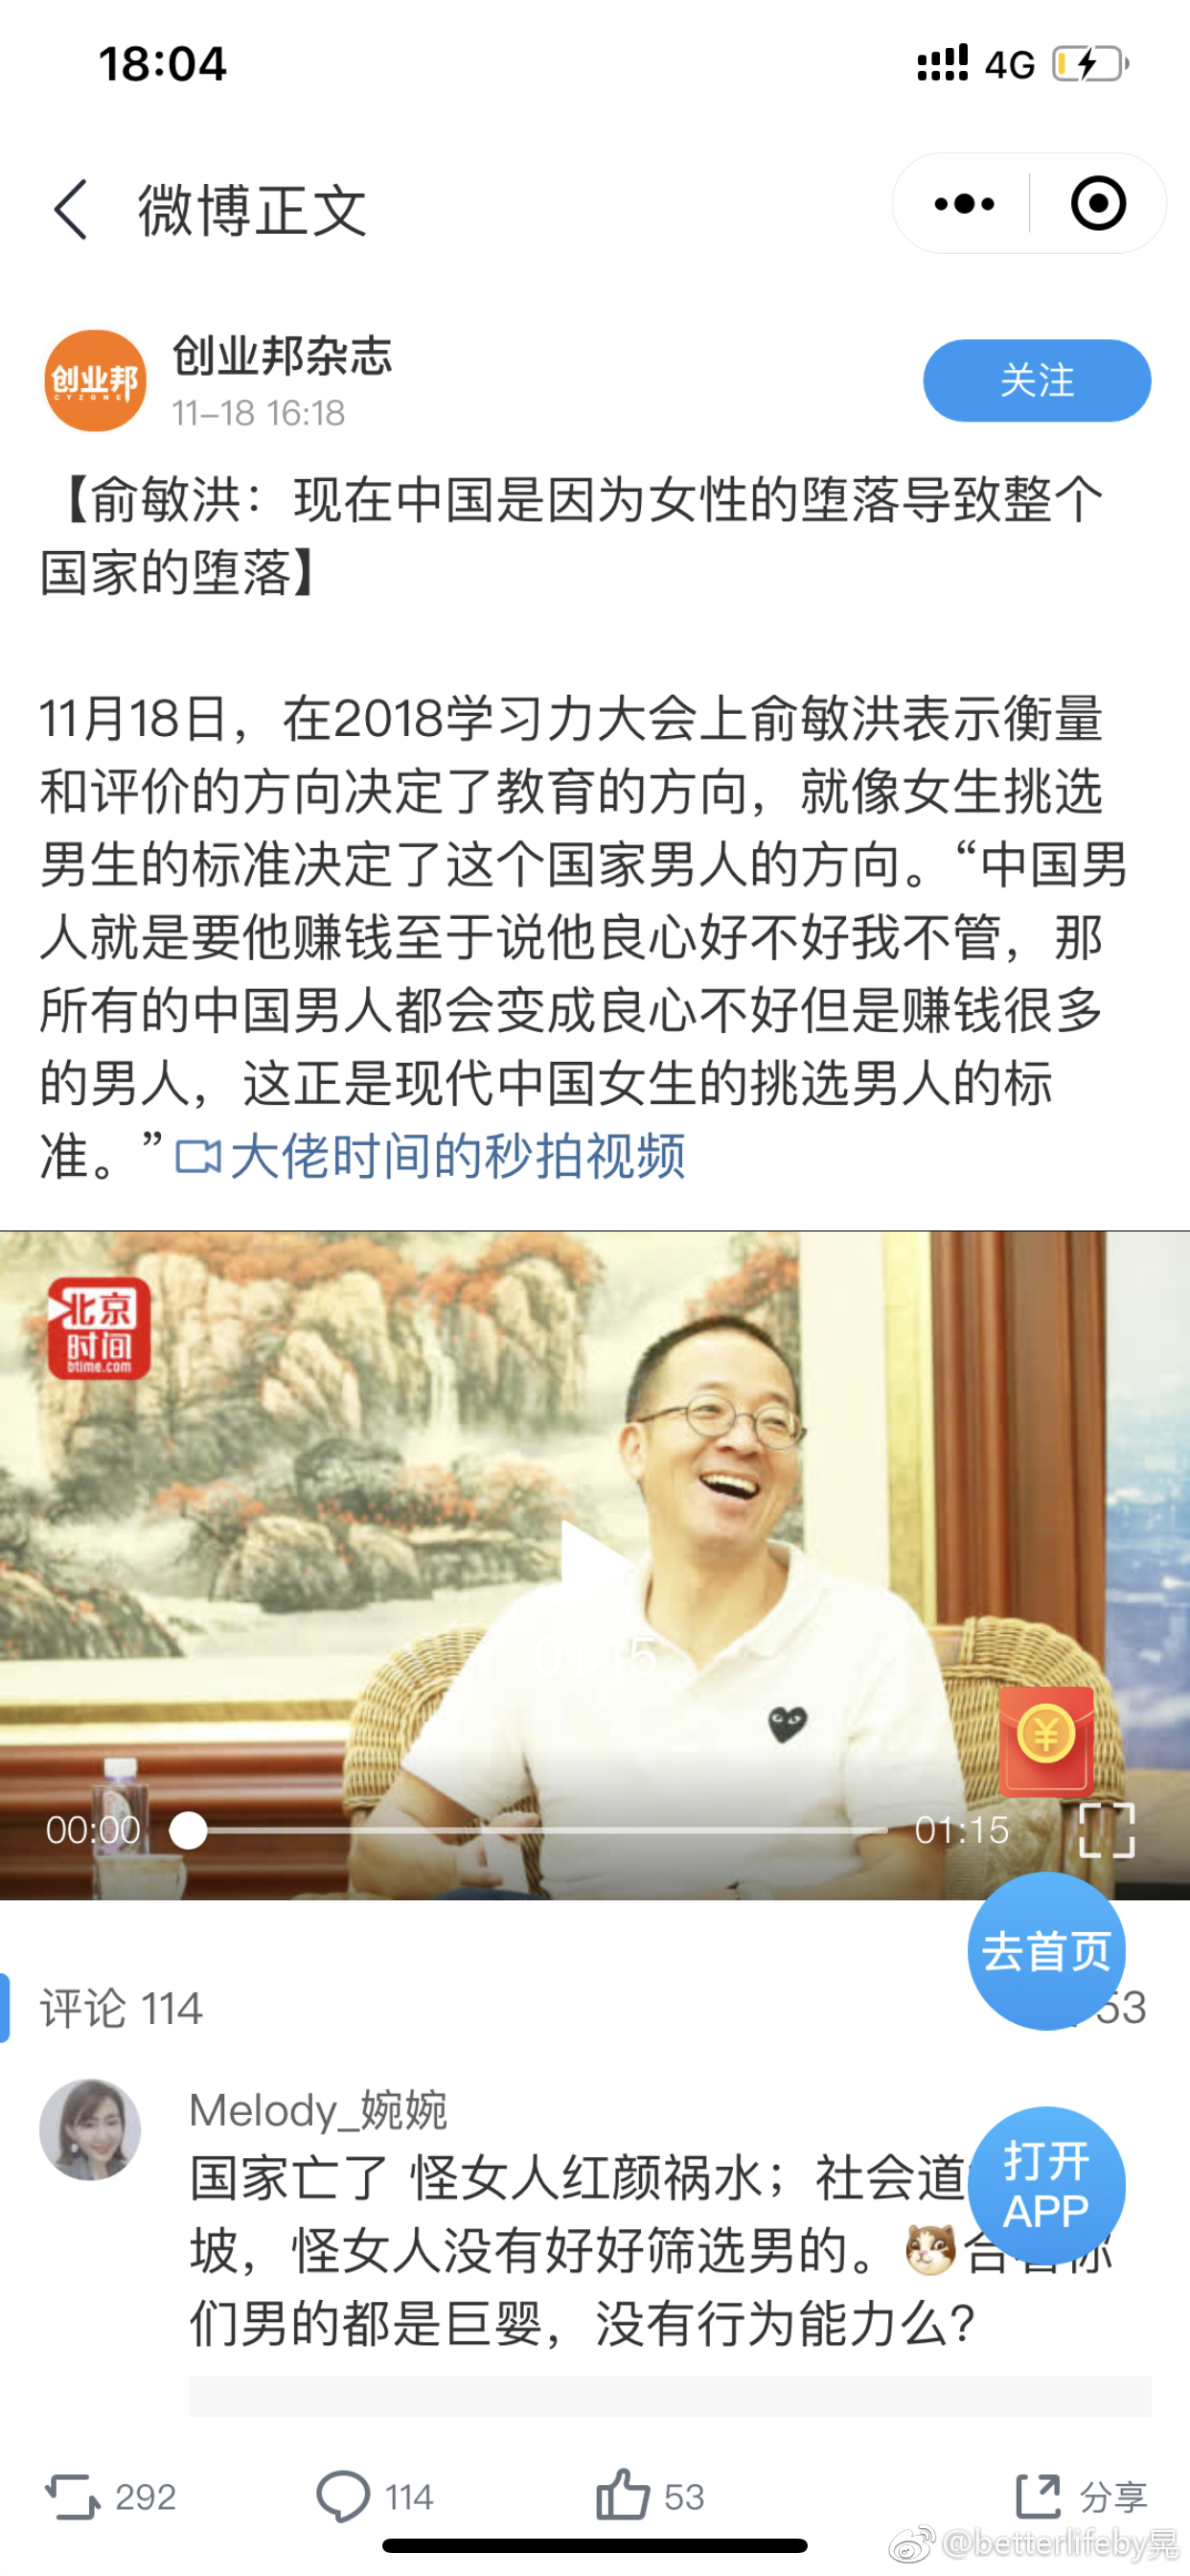 18:04
4G
微博正文
创业邦
CYZONE
创业邦杂志
11-18 16:18
关注
【俞敏洪：现在中国是因为女性的堕落导致整个
国家的堕落】
11月18日，在2018学习力大会上俞敏洪表示衡量
和评价的方向决定了教育的方向，就像女生挑选
男生的标准决定了这个国家男人的方向。“中国男
人就是要他赚钱至于说他良心好不好我不管，那
所有的中国男人都会变成良心不好但是赚钱很多
的男人，这正是现代中国女生的挑选男人的标
准。”大佬时间的秒拍视频
北京
时间
btime.com
01:15
¥
00:00
01:15
去首页
评论 114
53
Melody_婉婉
国家亡了 怪女人红颜祸水；社会道
打开
APP
坡，怪女人没有好好筛选男的。合着你
们男的都是巨婴，没有行为能力么？
292
114
53
分享
@betterlifeby晃